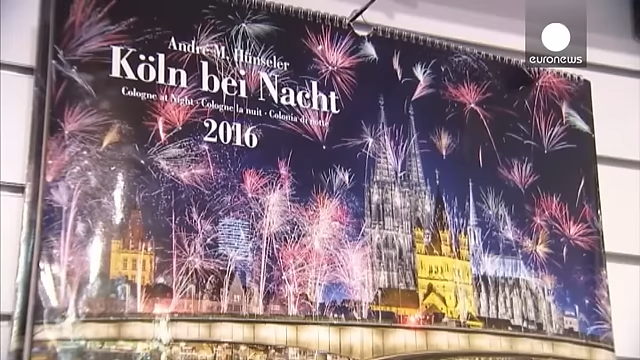 euronews
André M. Hünseler
Köln bei Nacht
Cologne at Night · Cologne la nuit · Colonia di notte
2016